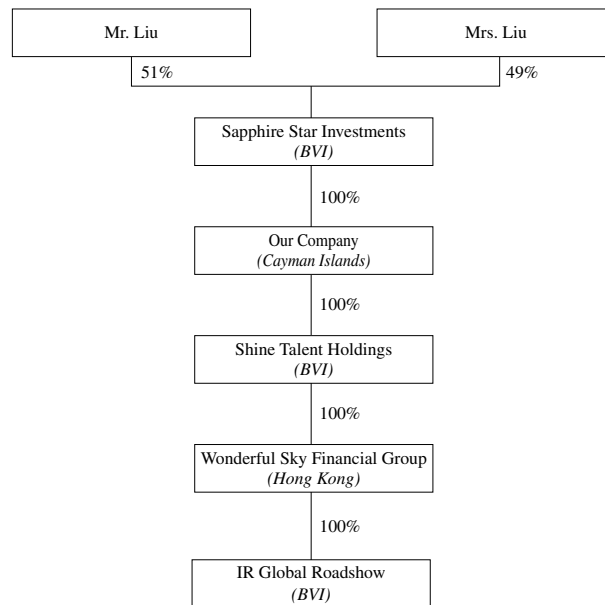 Mr. Liu
Mrs. Liu
51%
49%
Sapphire Star Investments
(BVI)
100%
Our Company
(Cayman Islands)
100%
Shine Talent Holdings
(BVI)
100%
Wonderful Sky Financial Group
(Hong Kong)
100%
IR Global Roadshow
(BVI)